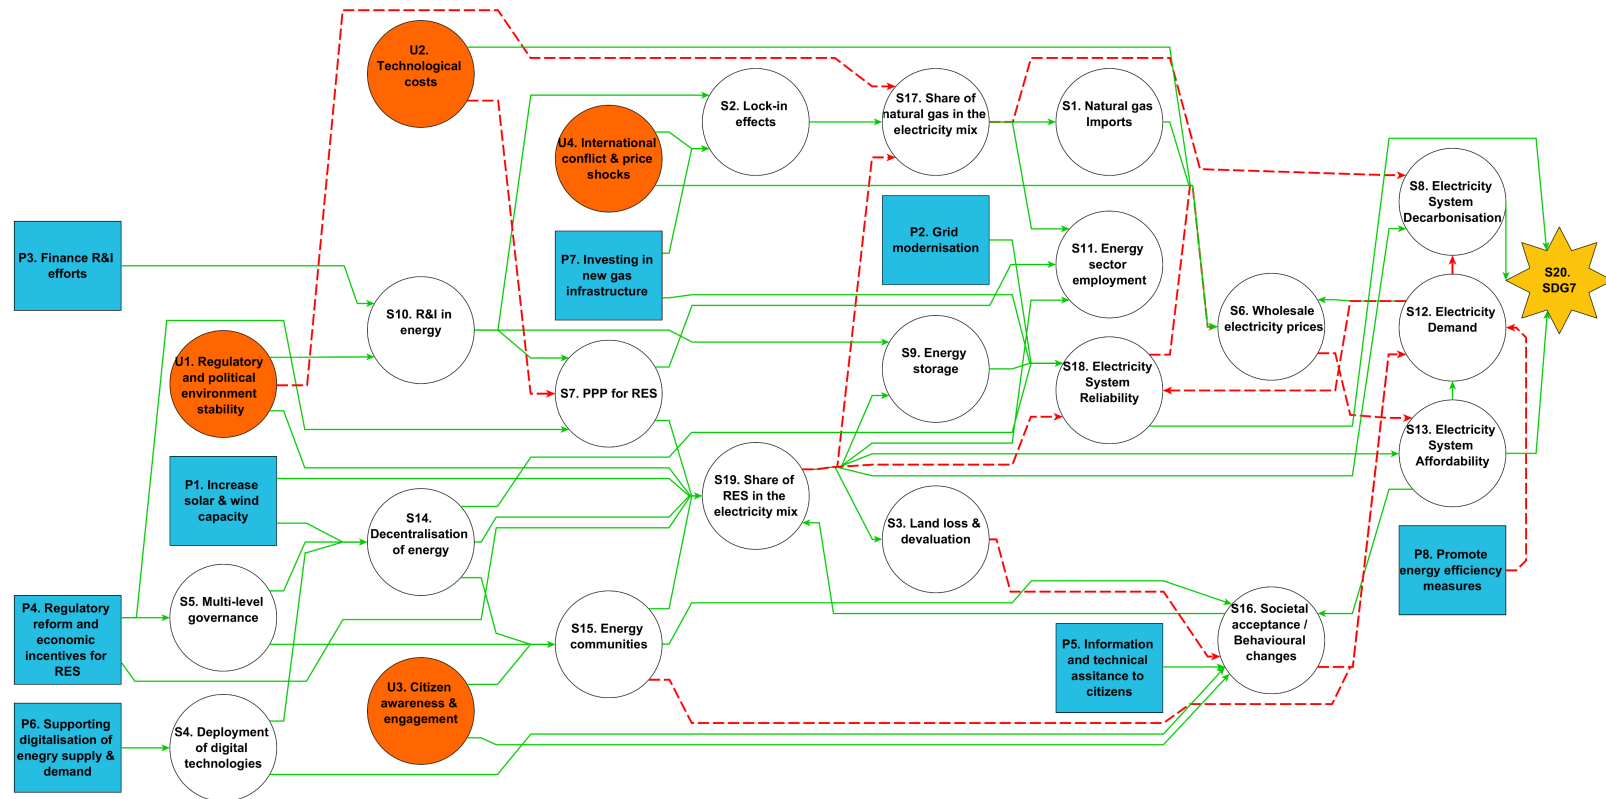 U2.
Technological
costs
S2. Lock-in
effects
S17. Share of
natural gas in the
electricity mix
S1. Natural gas
Imports
U4. International
conflict & price
shocks
S8. Electricity
System
Decarbonisation
P3. Finance R&I
efforts
P7. Investing in
new gas
infrastructure
P2. Grid
modernisation
S11. Energy
sector
employment
S20.
SDG7
S10. R&I in
energy
S6. Wholesale
electricity prices
S12. Electricity
Demand
U1. Regulatory
and political
environment
stability
S7. PPP for RES
S9. Energy
storage
S18. Electricity
System
Reliability
S13. Electricity
System
Affordability
P1. Increase
solar & wind
capacity
S14.
Decentralisation
of energy
S19. Share of
RES in the
electricity mix
S3. Land loss &
devaluation
P8. Promote
energy efficiency
measures
P4. Regulatory
reform and
economic
incentives for
RES
S5. Multi-level
governance
S15. Energy
communities
P5. Information
and technical
assitance to
citizens
S16. Societal
acceptance /
Behavioural
changes
P6. Supporting
digitalisation of
enegry supply &
demand
S4. Deployment
of digital
technologies
U3. Citizen
awareness &
engagement